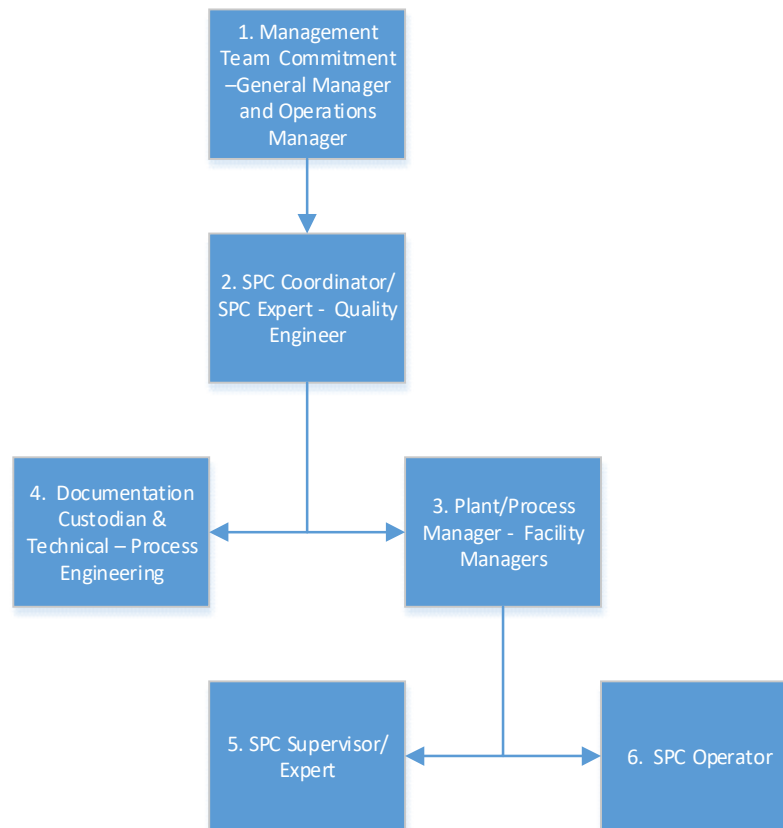 1. Management
Team Commitment
–General Manager
and Operations
Manager
2. SPC Coordinator/
SPC Expert - Quality
Engineer
4. Documentation
Custodian &
Technical – Process
Engineering
3. Plant/Process
Manager - Facility
Managers
5. SPC Supervisor/
Expert
6. SPC Operator